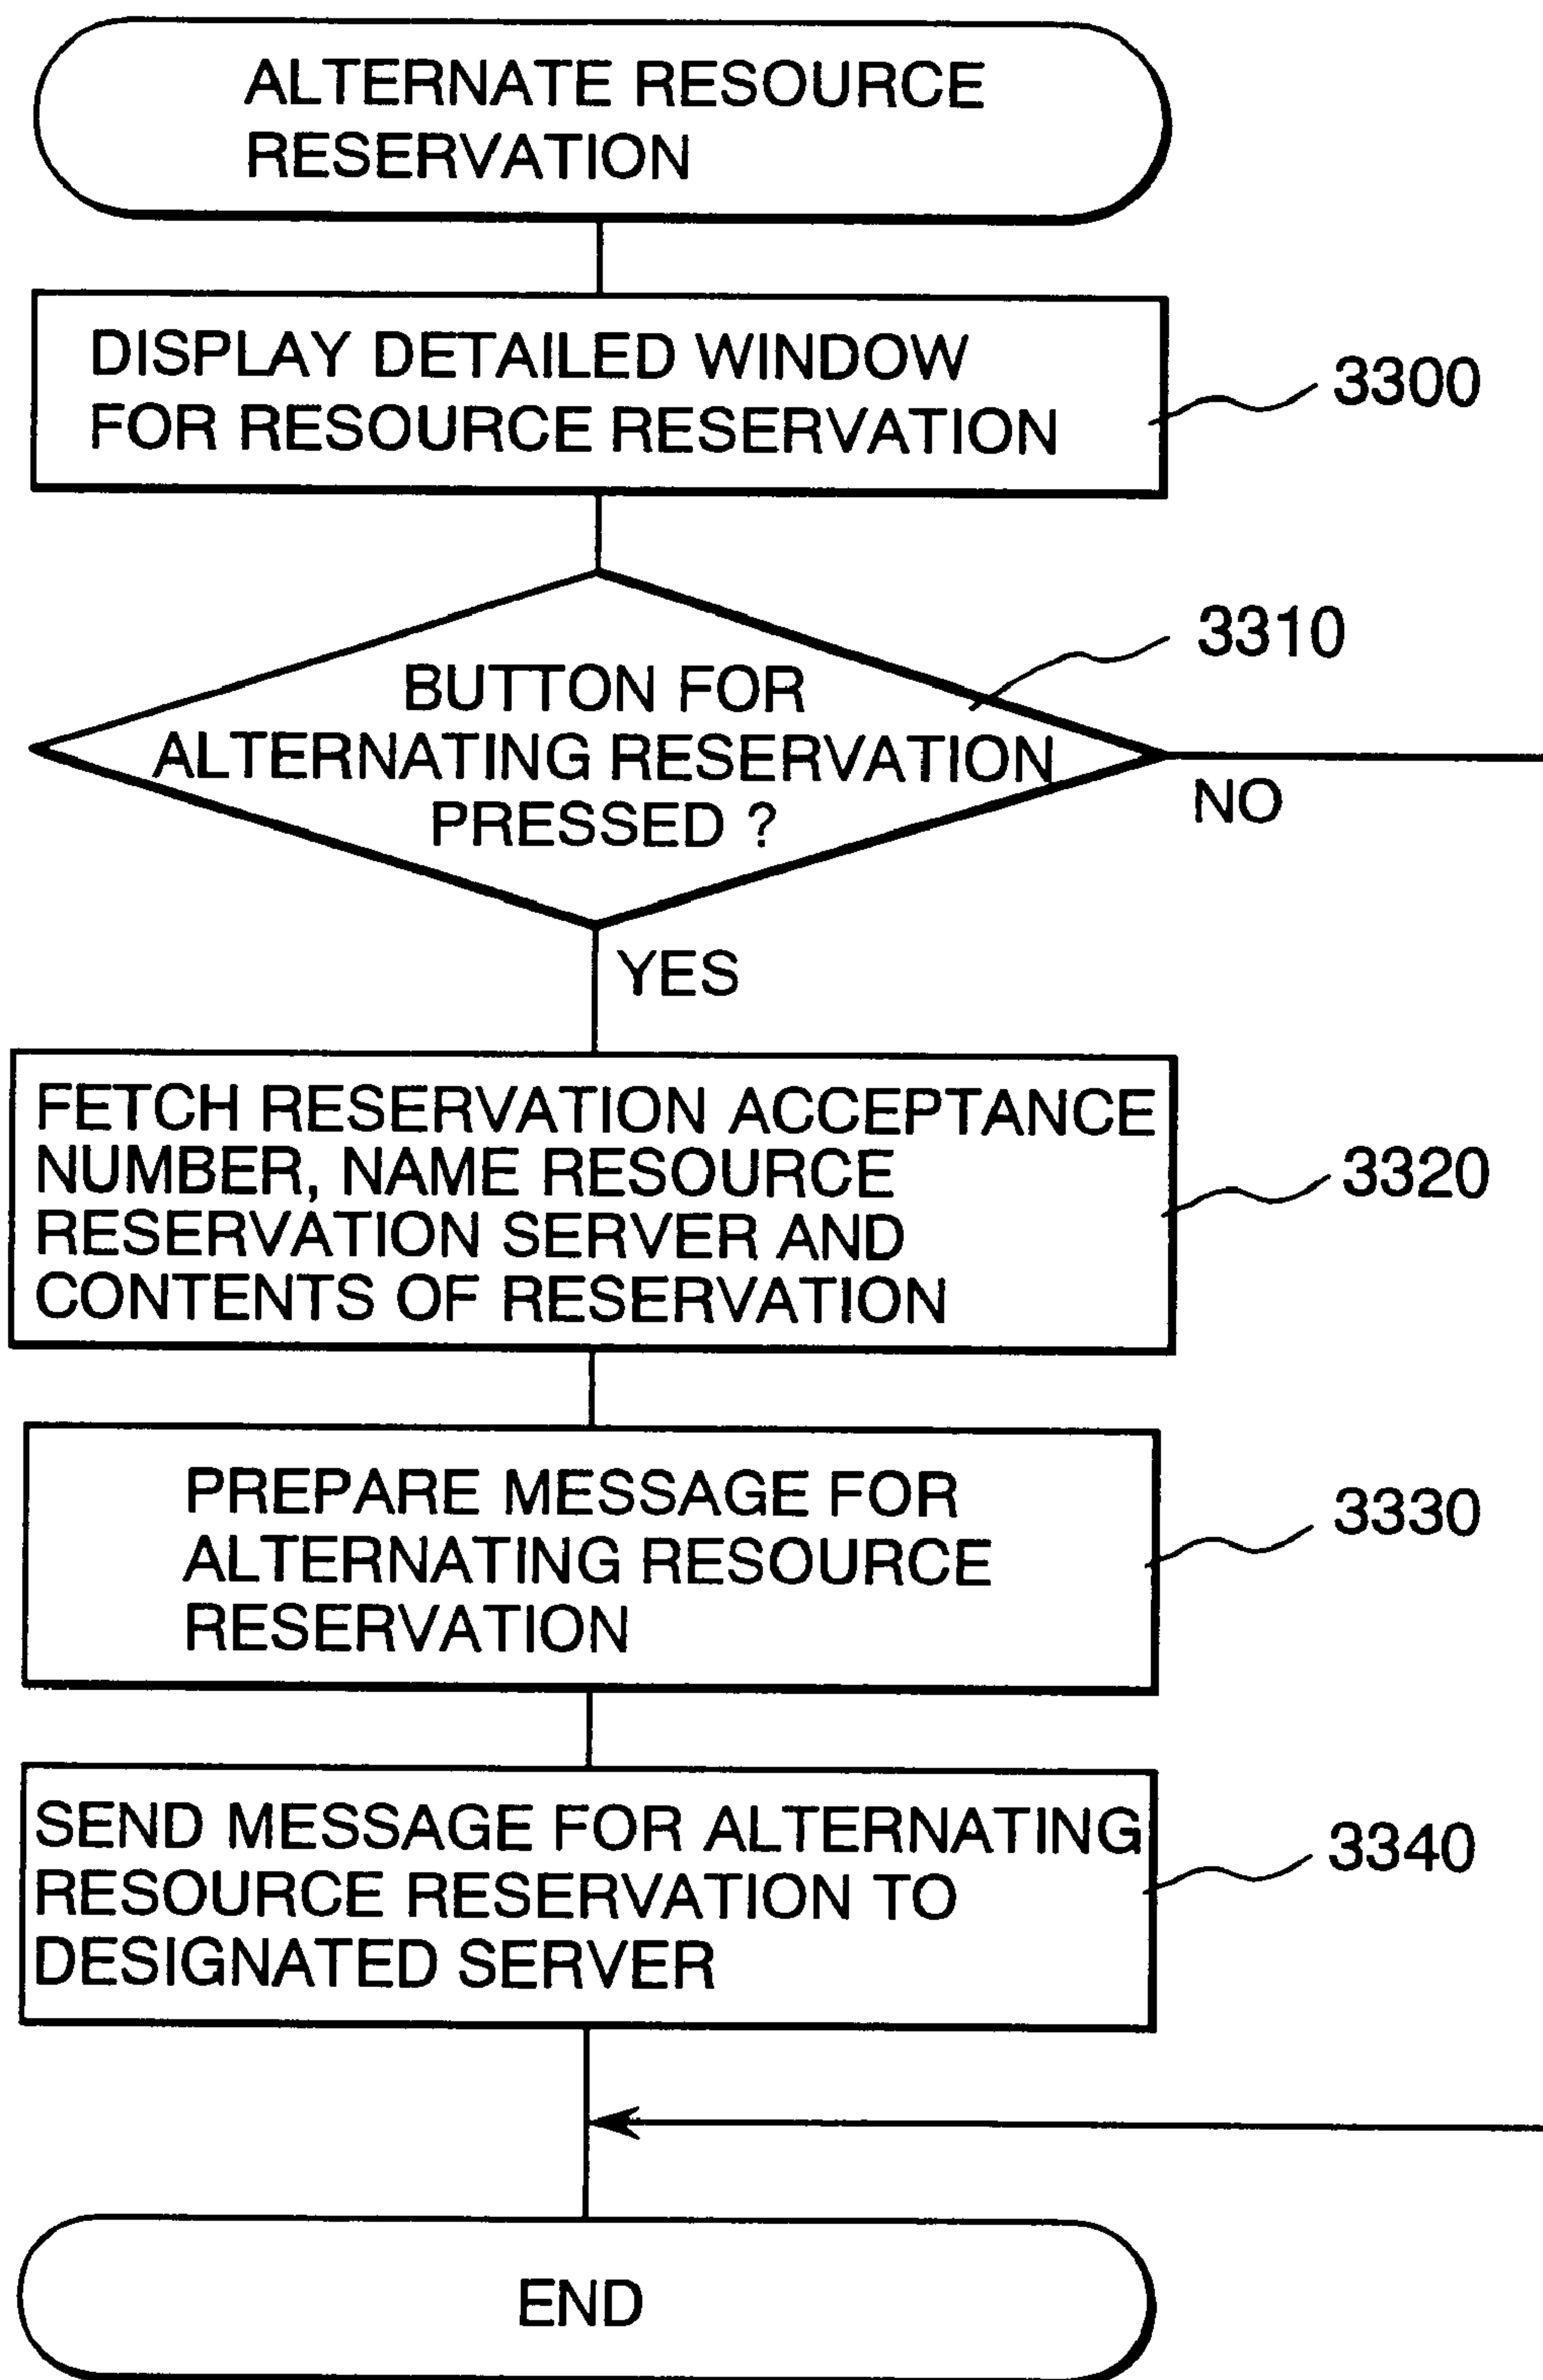 ALTERNATE RESOURCE
RESERVATION
DISPLAY DETAILED WINDOW
FOR RESOURCE RESERVATION
3300
3310
BUTTON FOR
ALTERNATING RESERVATION
PRESSED ?
NO
YES
FETCH RESERVATION ACCEPTANCE
NUMBER, NAME RESOURCE
RESERVATION SERVER AND
CONTENTS OF RESERVATION
3320
PREPARE MESSAGE FOR
ALTERNATING RESOURCE
RESERVATION
3330
SEND MESSAGE FOR ALTERNATING
RESOURCE RESERVATION TO
DESIGNATED SERVER
3340
END